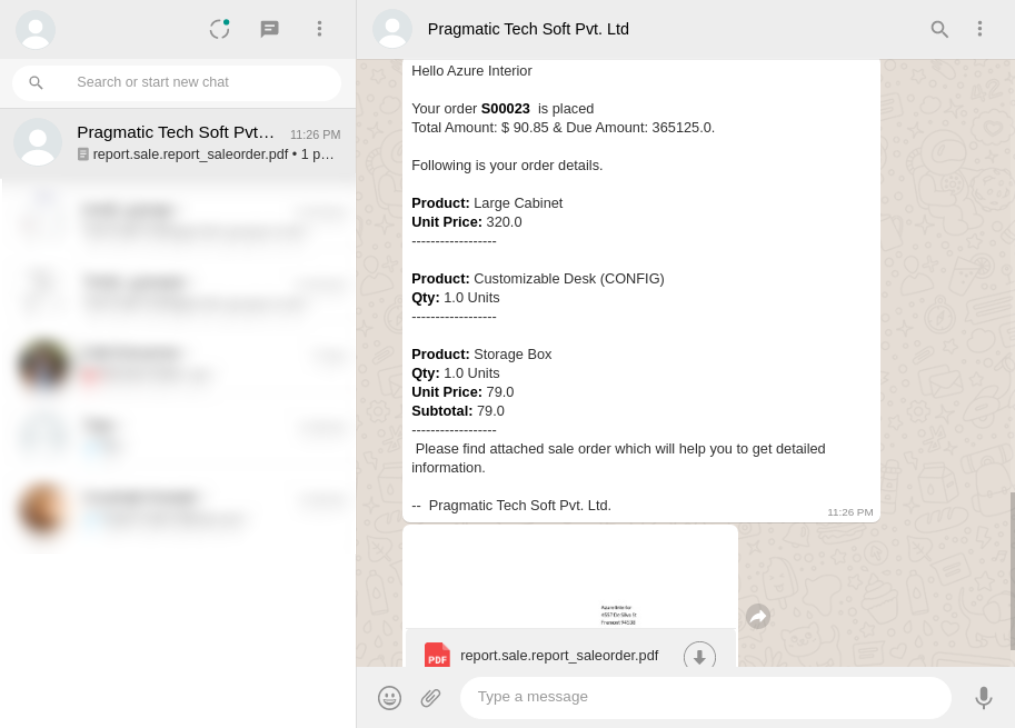 Pragmatic Tech Soft Pvt. Ltd
Search or start new chat
Pragmatic Tech Soft Pvt... 11:26 PM
report.sale.report_saleorder.pdf • 1 p...
Hello Azure Interior
Your order S00023 is placed
Total Amount: $ 90.85 & Due Amount: 365125.0.
Following is your order details.
Product: Large Cabinet
Unit Price: 320.0
------------------
Product: Customizable Desk (CONFIG)
Qty: 1.0 Units
------------------
Product: Storage Box
Qty: 1.0 Units
Unit Price: 79.0
Subtotal: 79.0
------------------
Please find attached sale order which will help you to get detailed
information.
-- Pragmatic Tech Soft Pvt. Ltd.
11:26 PM
Azure Interior
PDF
report.sale.report_saleorder.pdf
Type a message